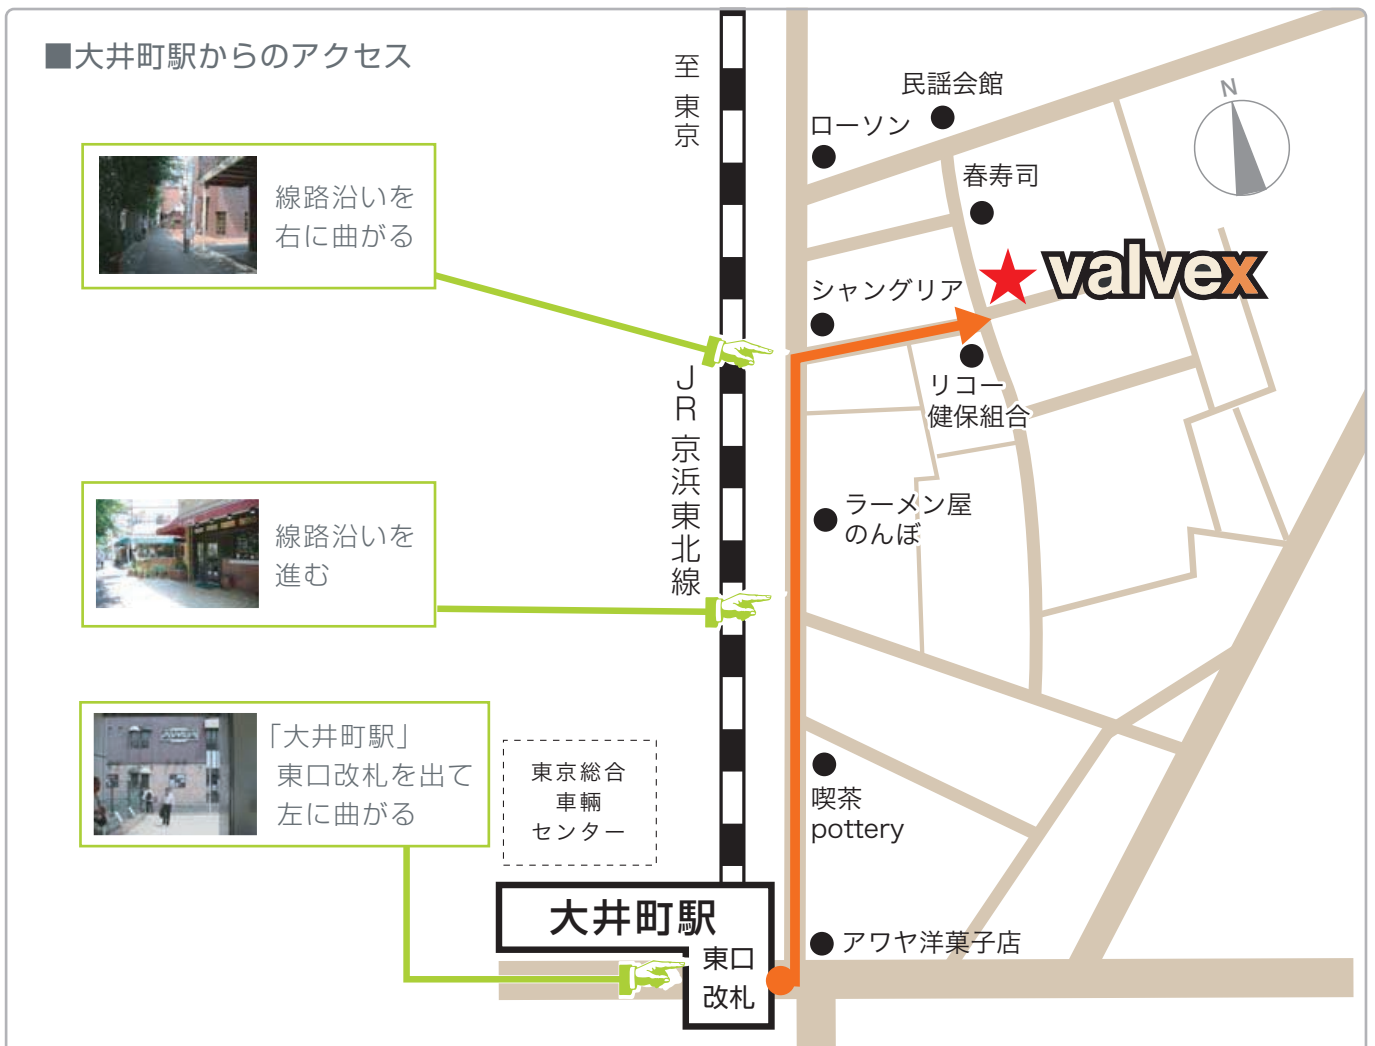 ■大井町駅からのアクセス
至 東京
民謡会館
ローソン
N
春寿司
線路沿いを
右に曲がる
valvex
シャングリア
JR京浜東北線
リコー
健保組合
線路沿いを
進む
ラーメン屋
のんぼ
「大井町駅」
東口改札を出て
左に曲がる
東京総合
車輌
センター
喫茶
pottery
大井町駅
東口
改札
アワヤ洋菓子店